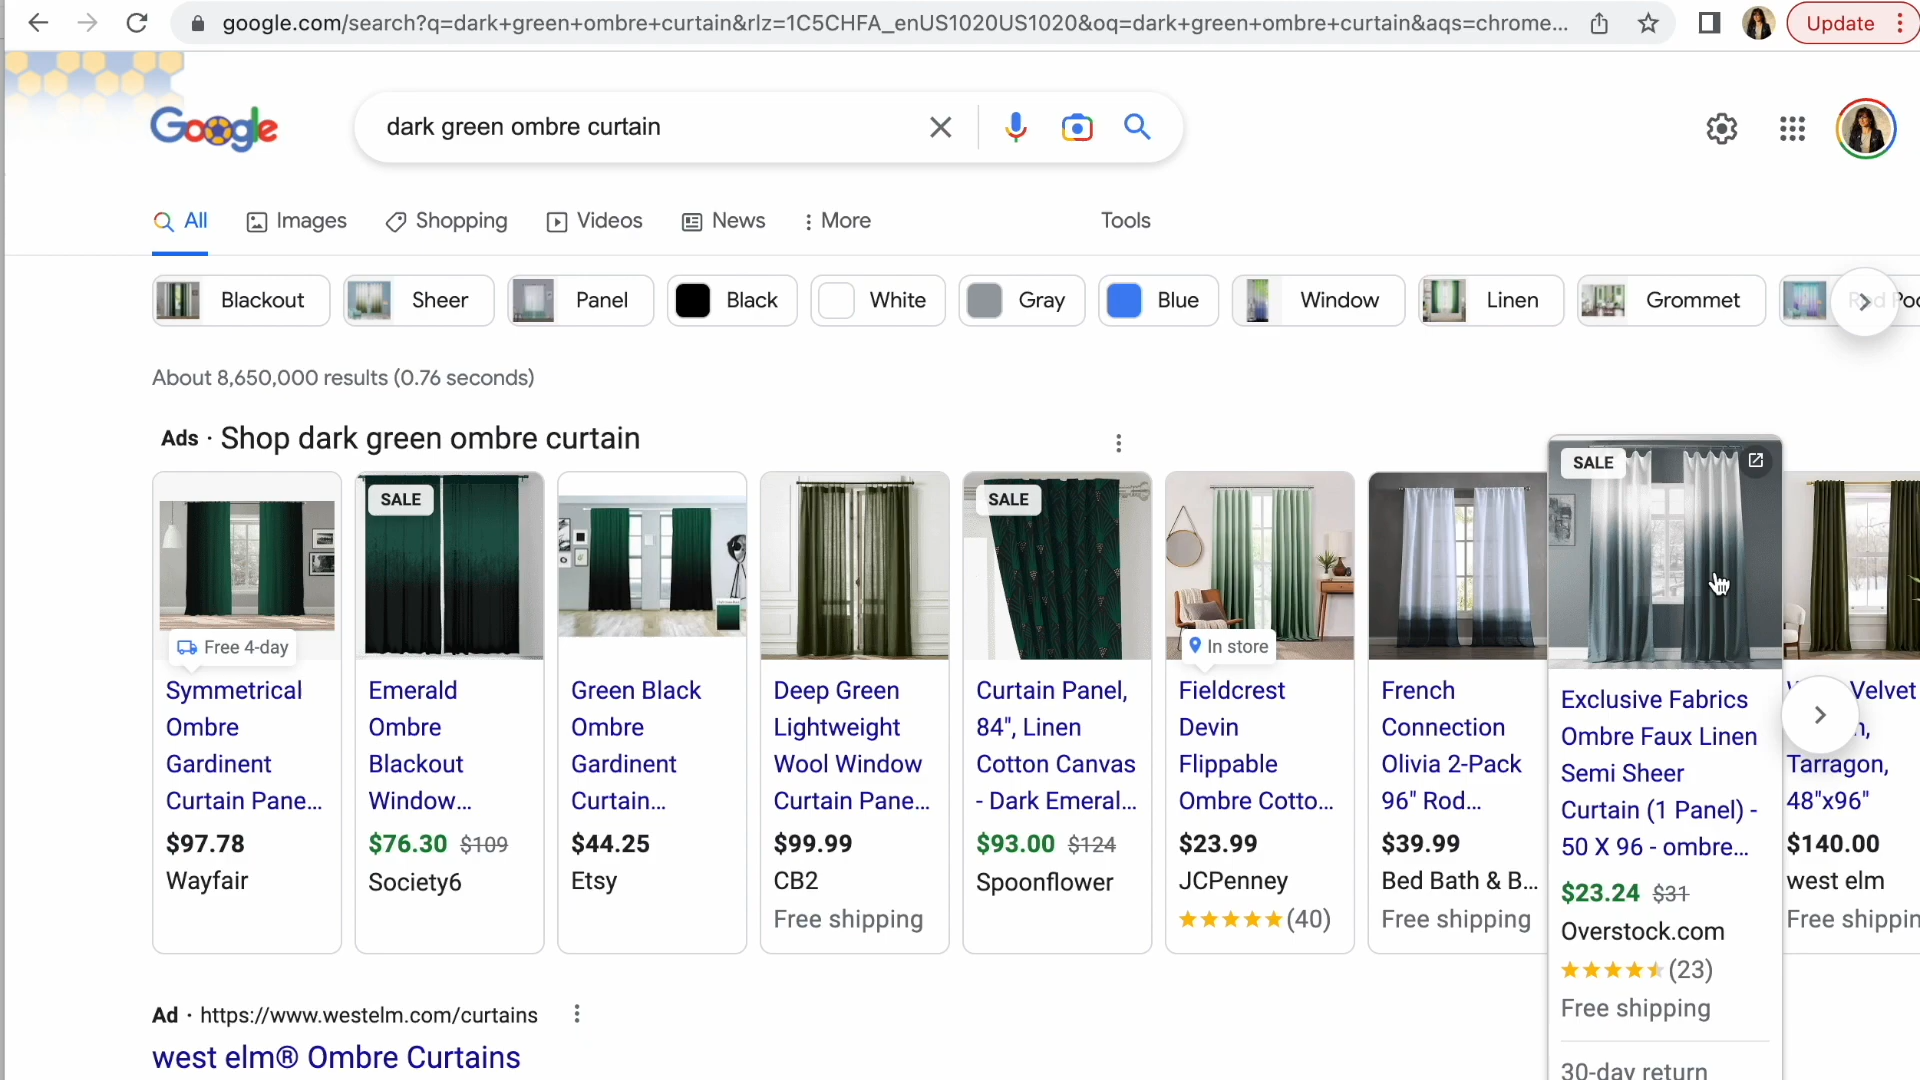 google.com/search?q=dark+green+ombre+curtain&rlz=1C5CHFA_enUS1020US1020&oq=dark+green+ombre+curtain&aqs=chrome...
Update
Google
dark green ombre curtain
All
Images
Shopping
Videos
News
More
Tools
Blackout
Sheer
Panel
Black
White
Gray
Blue
Window
Linen
Grommet
About 8,650,000 results (0.76 seconds)
Ads · Shop dark green ombre curtain
Free 4-day
Symmetrical
Ombre
Gardinent
Curtain Pane...
$97.78
Wayfair
SALE
Emerald
Ombre
Blackout
Window...
$76.30 $109
Society6
Green Black
Ombre
Gardinent
Curtain...
$44.25
Etsy
Deep Green
Lightweight
Wool Window
Curtain Pane...
$99.99
CB2
Free shipping
SALE
Curtain Panel,
84", Linen
Cotton Canvas
- Dark Emeral...
$93.00 $124
Spoonflower
In store
Fieldcrest
Devin
Flippable
Ombre Cotto...
$23.99
JCPenney
(40)
French
Connection
Olivia 2-Pack
96" Rod...
$39.99
Bed Bath & B...
Free shipping
SALE
Exclusive Fabrics
Ombre Faux Linen
Semi Sheer
Curtain (1 Panel) -
50 X 96 - ombre...
$23.24 $31
Overstock.com
(23)
Free shipping
30-day return
Velvet
Tarragon,
48"x96"
$140.00
west elm
Free shippin
Ad · https://www.westelm.com/curtains
west elm® Ombre Curtains